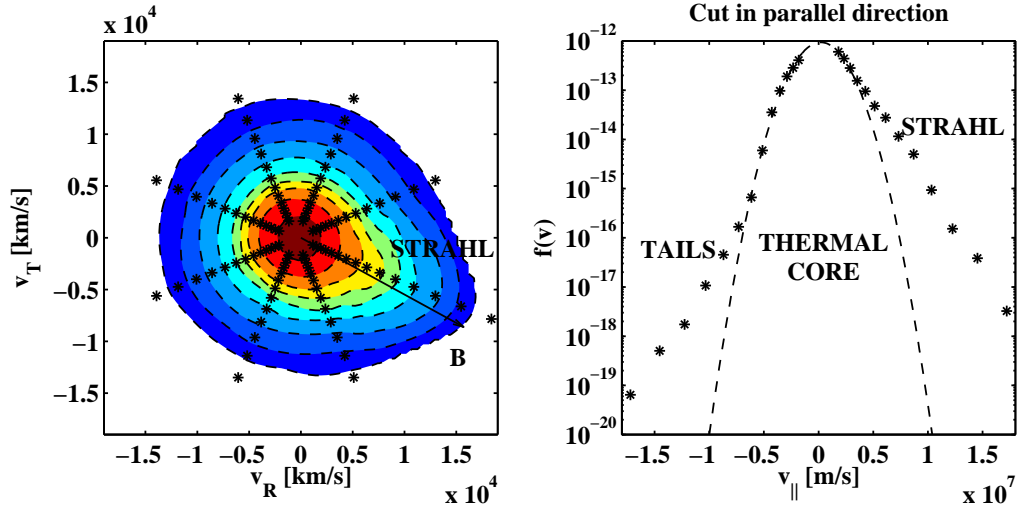 x 10^4
v_T [km/s]
1.5
1
0.5
0
−0.5
−1
−1.5
STRAHL
B
−1.5 −1 −0.5 0 0.5 1 1.5
v_R [km/s]
x 10^4
Cut in parallel direction
f(v)
10^−12
10^−13
10^−14
10^−15
10^−16
10^−17
10^−18
10^−19
10^−20
STRAHL
TAILS
THERMAL
CORE
−1.5 −1 −0.5 0 0.5 1 1.5
v_|| [m/s]
x 10^7